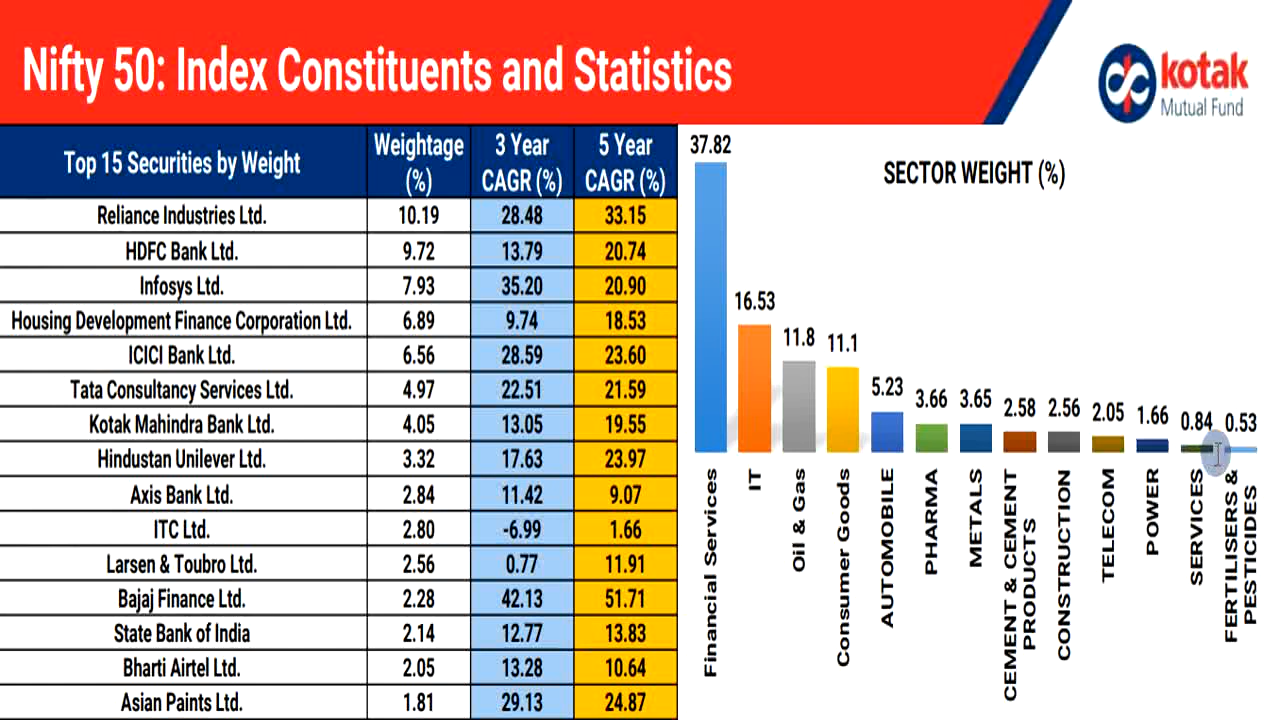 Nifty 50: Index Constituents and Statistics
kotak
Mutual Fund
Top 15 Securities by Weight
Weightage (%)
3 Year CAGR (%)
5 Year CAGR (%)
Reliance Industries Ltd. 10.19 28.48 33.15
HDFC Bank Ltd. 9.72 13.79 20.74
Infosys Ltd. 7.93 35.20 20.90
Housing Development Finance Corporation Ltd. 6.89 9.74 18.53
ICICI Bank Ltd. 6.56 28.59 23.60
Tata Consultancy Services Ltd. 4.97 22.51 21.59
Kotak Mahindra Bank Ltd. 4.05 13.05 19.55
Hindustan Unilever Ltd. 3.32 17.63 23.97
Axis Bank Ltd. 2.84 11.42 9.07
ITC Ltd. 2.80 -6.99 1.66
Larsen & Toubro Ltd. 2.56 0.77 11.91
Bajaj Finance Ltd. 2.28 42.13 51.71
State Bank of India 2.14 12.77 13.83
Bharti Airtel Ltd. 2.05 13.28 10.64
Asian Paints Ltd. 1.81 29.13 24.87
SECTOR WEIGHT (%)
37.82
16.53
11.8
11.1
5.23
3.66
3.65
2.58
2.56
2.05
1.66
0.84
0.53
Financial Services
IT
Oil & Gas
Consumer Goods
AUTOMOBILE
PHARMA
METALS
CEMENT & CEMENT
PRODUCTS
CONSTRUCTION
TELECOM
POWER
SERVICES
FERTILISERS &
PESTICIDES